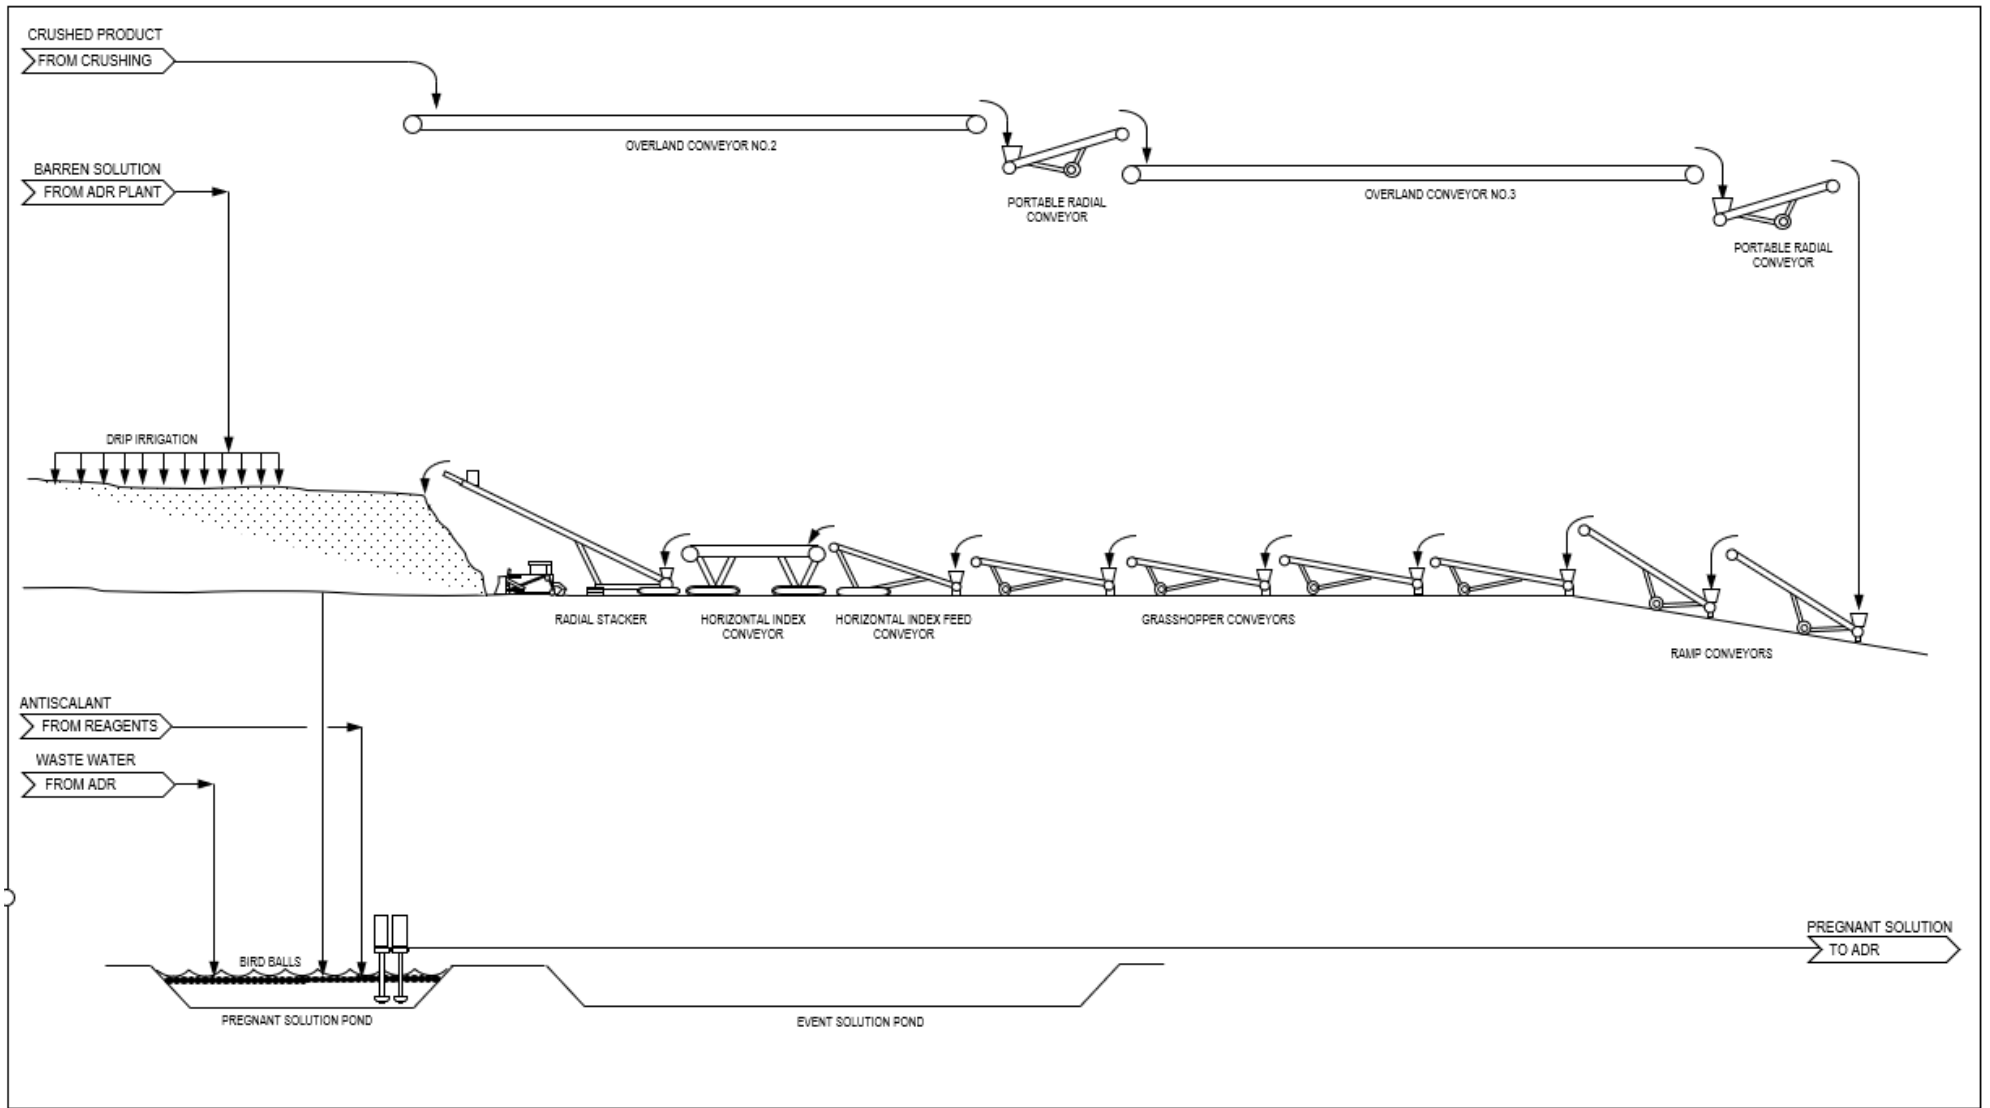 CRUSHED PRODUCT
FROM CRUSHING
OVERLAND CONVEYOR NO.2
BARREN SOLUTION
FROM ADR PLANT
PORTABLE RADIAL
CONVEYOR
OVERLAND CONVEYOR NO.3
PORTABLE RADIAL
CONVEYOR
DRIP IRRIGATION
RADIAL STACKER
HORIZONTAL INDEX
CONVEYOR
HORIZONTAL INDEX FEED
CONVEYOR
GRASSHOPPER CONVEYORS
RAMP CONVEYORS
ANTISCALANT
FROM REAGENTS
WASTE WATER
FROM ADR
PREGNANT SOLUTION
TO ADR
BIRD BALLS
PREGNANT SOLUTION POND
EVENT SOLUTION POND